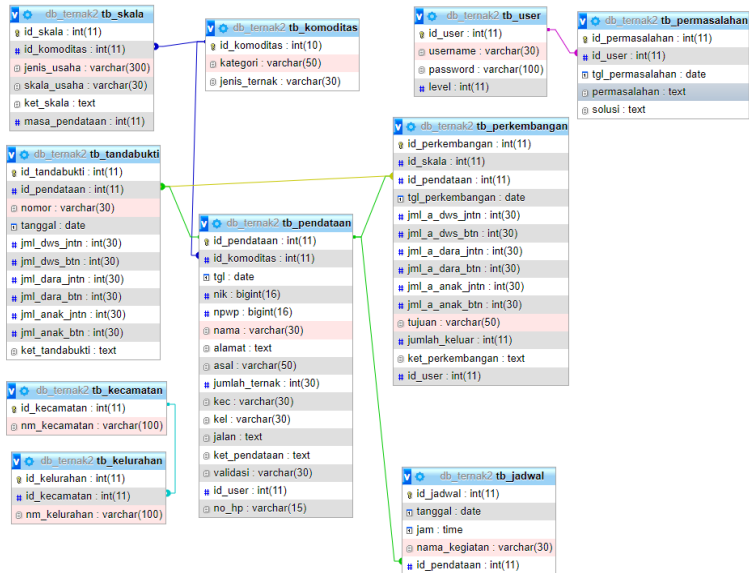 db_ternak2 tb_skala
id_skala : int(11)
id_komoditas : int(11)
jenis_usaha : varchar(300)
skala_usaha : varchar(30)
ket_skala : text
masa_pendataan : int(11)
db_ternak2 tb_komoditas
id_komoditas : int(10)
kategori : varchar(50)
jenis_ternak : varchar(30)
db_ternak2 tb_user
id_user : int(11)
username : varchar(30)
password : varchar(100)
level : int(11)
db_ternak2 tb_permasalahan
id_permasalahan : int(11)
id_user : int(11)
tgl_permasalahan : date
permasalahan : text
solusi : text
db_ternak2 tb_tandabukti
id_tandabukti : int(11)
id_pendataan : int(11)
nomor : varchar(30)
tanggal : date
jml_dws_jntn : int(30)
jml_dws_btn : int(30)
jml_dara_jntn : int(30)
jml_dara_btn : int(30)
jml_anak_jntn : int(30)
jml_anak_btn : int(30)
ket_tandabukti : text
db_ternak2 tb_pendataan
id_pendataan : int(11)
id_komoditas : int(11)
tgl : date
nik : bigint(16)
npwp : bigint(16)
nama : varchar(30)
alamat : text
asal : varchar(50)
jumlah_ternak : int(30)
kec : varchar(30)
kel : varchar(30)
jalan : text
ket_pendataan : text
validasi : varchar(30)
id_user : int(11)
no_hp : varchar(15)
db_ternak2 tb_perkembangan
id_perkembangan : int(11)
id_skala : int(11)
id_pendataan : int(11)
tgl_perkembangan : date
jml_a_dws_jntn : int(30)
jml_a_dws_btn : int(30)
jml_a_dara_jntn : int(30)
jml_a_dara_btn : int(30)
jml_a_anak_jntn : int(30)
jml_a_anak_btn : int(30)
tujuan : varchar(50)
jumlah_keluar : int(11)
ket_perkembangan : text
id_user : int(11)
db_ternak2 tb_kecamatan
id_kecamatan : int(11)
nm_kecamatan : varchar(100)
db_ternak2 tb_kelurahan
id_kelurahan : int(11)
id_kecamatan : int(11)
nm_kelurahan : varchar(100)
db_ternak2 tb_jadwal
id_jadwal : int(11)
tanggal : date
jam : time
nama_kegiatan : varchar(30)
id_pendataan : int(11)